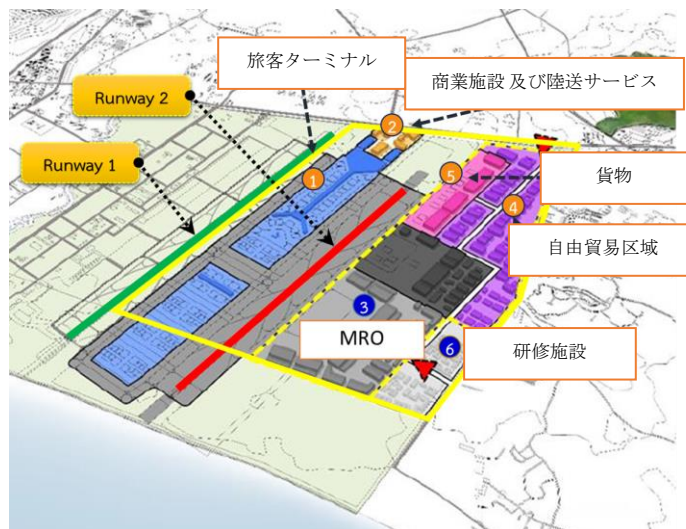 旅客ターミナル
商業施設 及び陸送サービス
Runway 2
2
Runway 1
1
5
貨物
4
自由貿易区域
3
MRO
6
研修施設